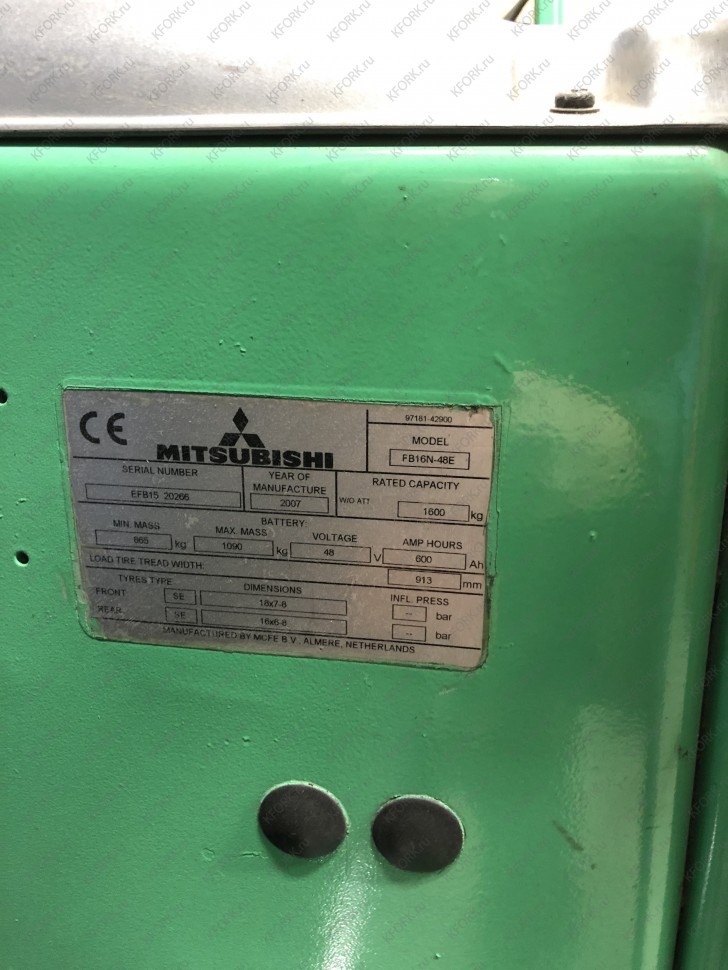 CE
97181-42900
MITSUBISHI
MODEL
FB16N-48E
SERIAL NUMBER
EFB15 20266
YEAR OF
MANUFACTURE
2007
RATED CAPACITY
W/O ATT
1600 kg
BATTERY
MIN. MASS
665 kg
MAX. MASS
1090 kg
VOLTAGE
48 V
AMP HOURS
600 Ah
LOAD TIRE TREAD WIDTH
913 mm
TYRES TYPE
DIMENSIONS
INFL. PRESS
FRONT SE 18x7-8 -- bar
REAR SE 16x6-8 -- bar
MANUFACTURED BY MCFE B.V. ALMERE, NETHERLANDS
KFORK.ru